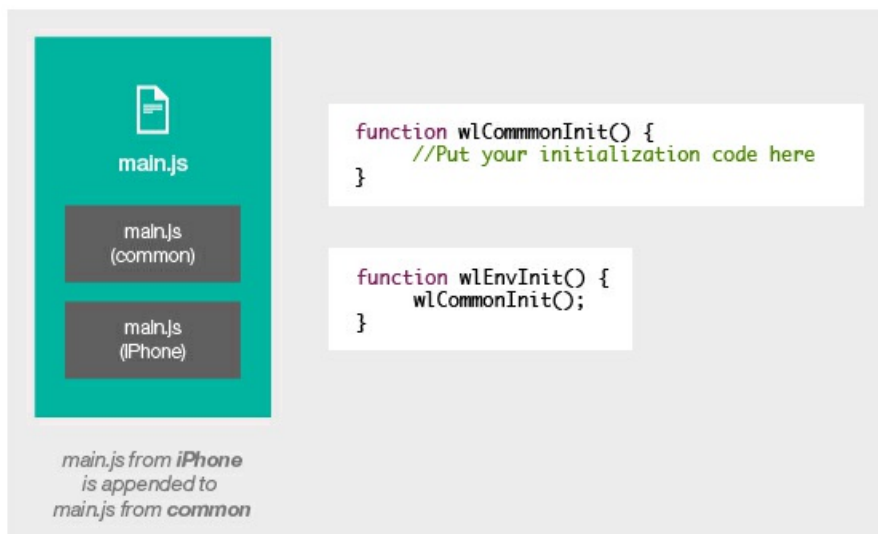 main.js
main.js
(common)
main.js
(iPhone)
main.js from iPhone
is appended to
main.js from common
function wlCommmonInit() {
//Put your initialization code here
}
function wlEnvInit() {
wlCommonInit();
}